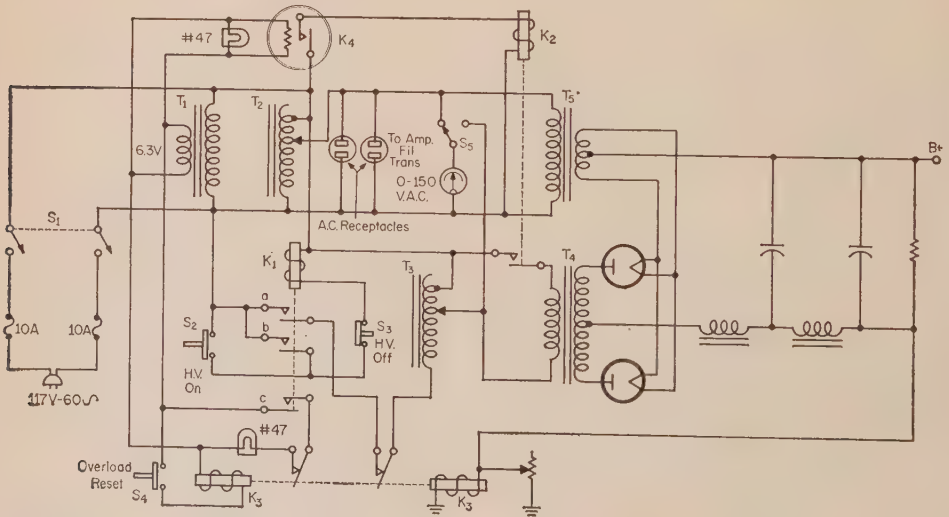 #47
K4
K2
T1
T2
T5
6.3V
To Amp.
Fil
Trans
S5
0-150
V.A.C.
B+
S1
A.C. Receptacles
K1
T3
T4
10A
10A
S2
a
b
S3
H.V.
Off
H.V.
On
117V-60∿
c
#47
Overload
Reset
S4
K3
K3